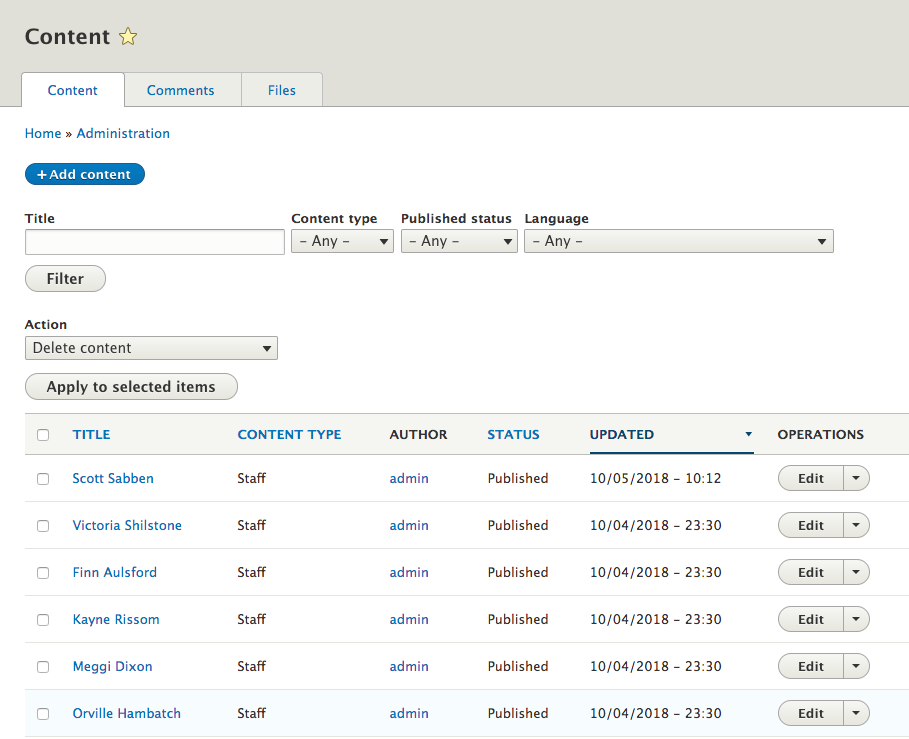 Content
Content Comments Files
Home » Administration
+ Add content
Title Content type Published status Language
– Any – – Any – – Any –
Filter
Action
Delete content
Apply to selected items
TITLE CONTENT TYPE AUTHOR STATUS UPDATED OPERATIONS
Scott Sabben Staff admin Published 10/05/2018 – 10:12 Edit
Victoria Shilstone Staff admin Published 10/04/2018 – 23:30 Edit
Finn Aulsford Staff admin Published 10/04/2018 – 23:30 Edit
Kayne Rissom Staff admin Published 10/04/2018 – 23:30 Edit
Meggi Dixon Staff admin Published 10/04/2018 – 23:30 Edit
Orville Hambatch Staff admin Published 10/04/2018 – 23:30 Edit